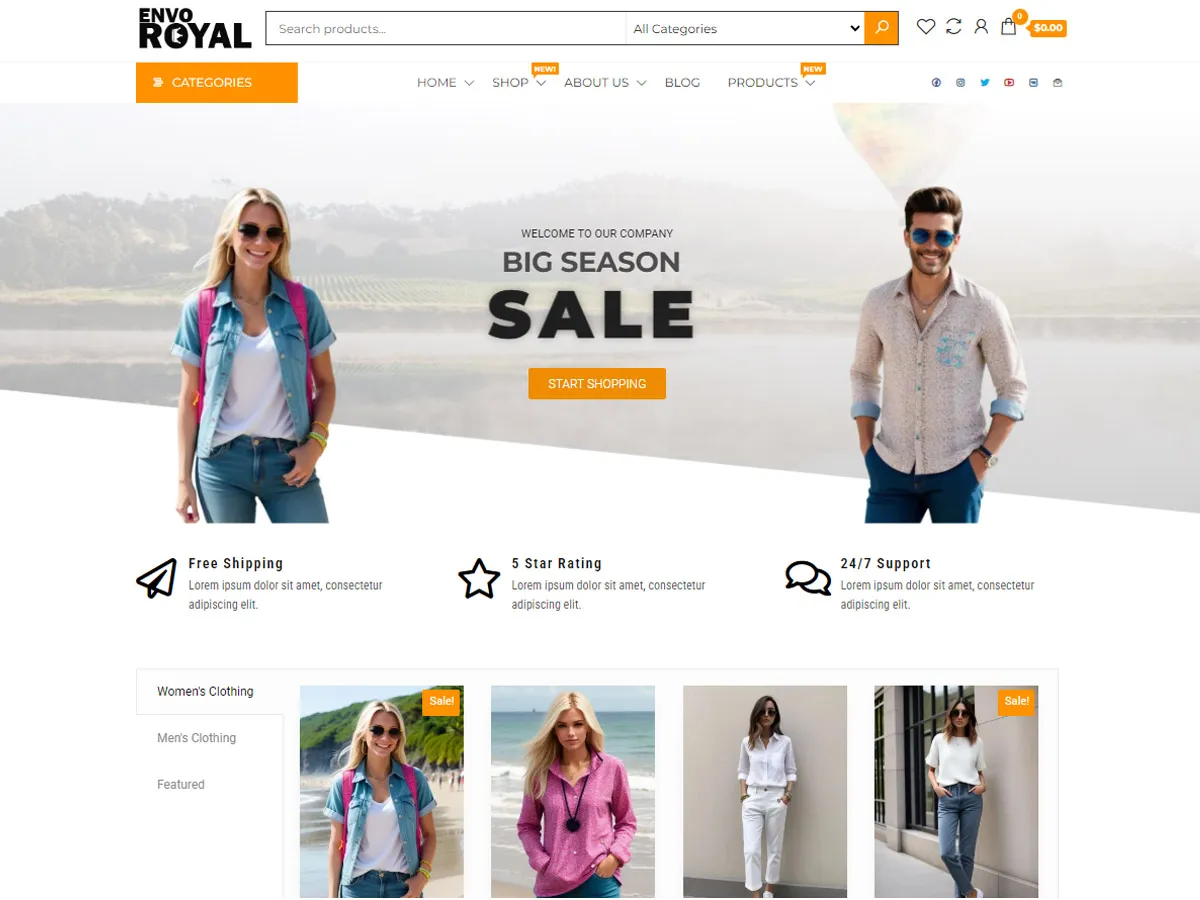 ENVO
ROYAL
Search products...
All Categories
0
$0.00
CATEGORIES
HOME
SHOP
NEW!
ABOUT US
BLOG
PRODUCTS
NEW
WELCOME TO OUR COMPANY
BIG SEASON
SALE
START SHOPPING
Free Shipping
Lorem ipsum dolor sit amet, consectetur
adipiscing elit.
5 Star Rating
Lorem ipsum dolor sit amet, consectetur
adipiscing elit.
24/7 Support
Lorem ipsum dolor sit amet, consectetur
adipiscing elit.
Women's Clothing
Men's Clothing
Featured
Sale!
Sale!